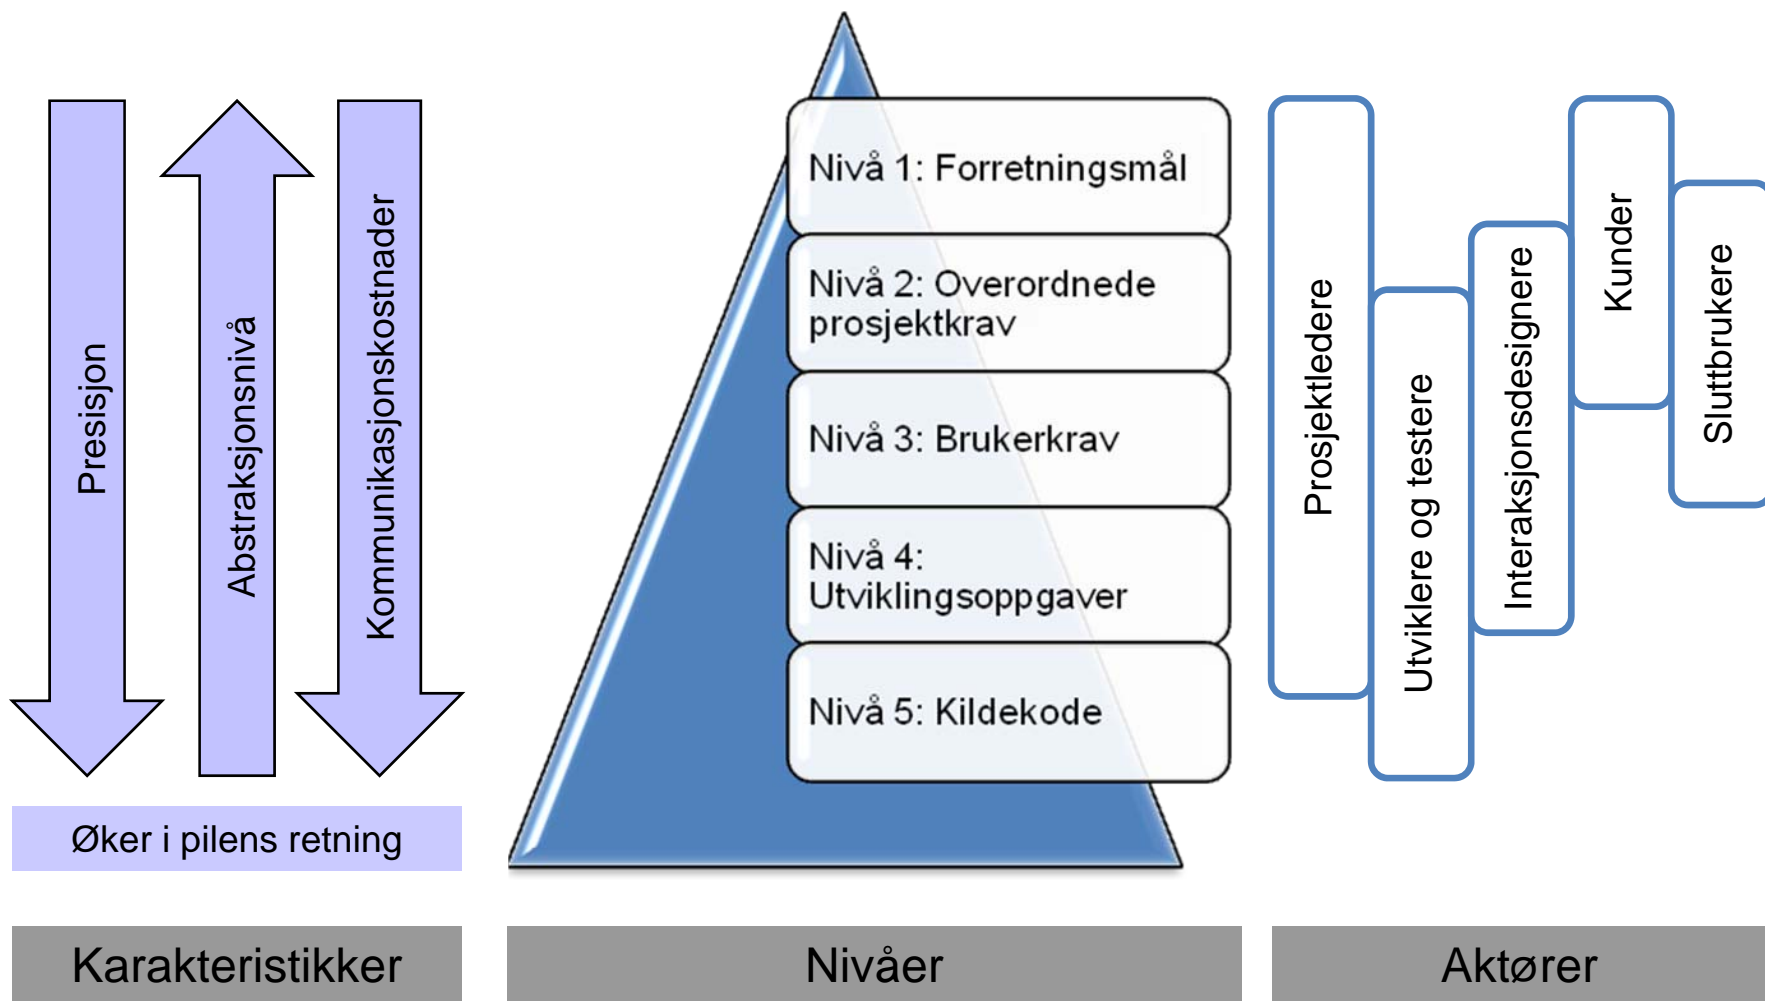 Presisjon
Abstraksjonsnivå
Kommunikasjonskostnader
Øker i pilens retning
Karakteristikker
Nivå 1: Forretningsmål
Nivå 2: Overordnede
prosjektkrav
Nivå 3: Brukerkrav
Nivå 4:
Utviklingsoppgaver
Nivå 5: Kildekode
Nivåer
Prosjektledere
Utviklere og testere
Interaksjonsdesignere
Kunder
Sluttbrukere
Aktører